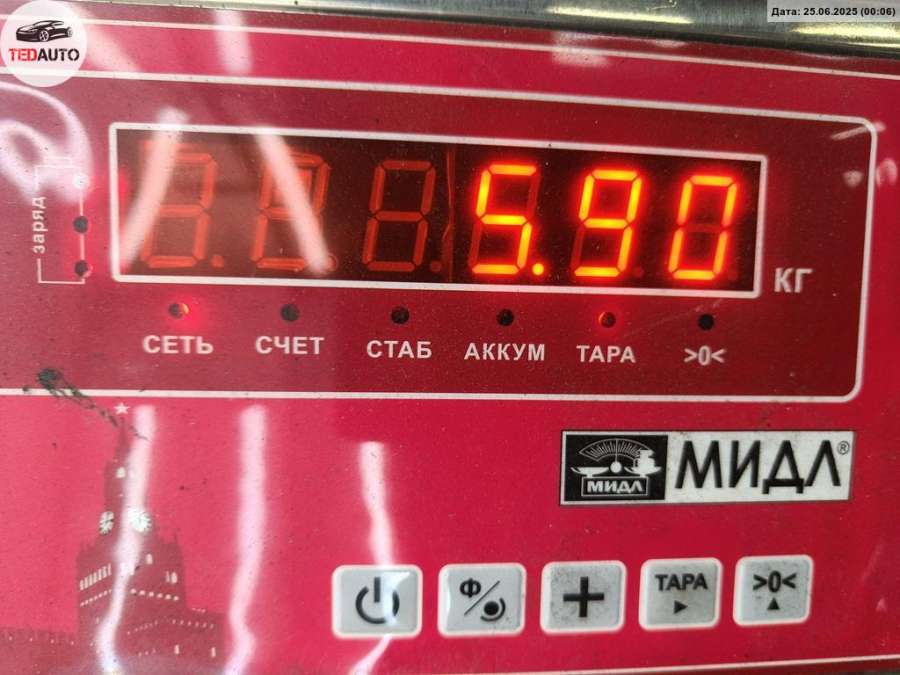 TEDAUTO
Дата: 25.06.2025 (00:06)
заряд
5.90
КГ
СЕТЬ СЧЕТ СТАБ АККУМ ТАРА >0<
МИДЛ МИДЛ®
Ф/ + ТАРА >0<